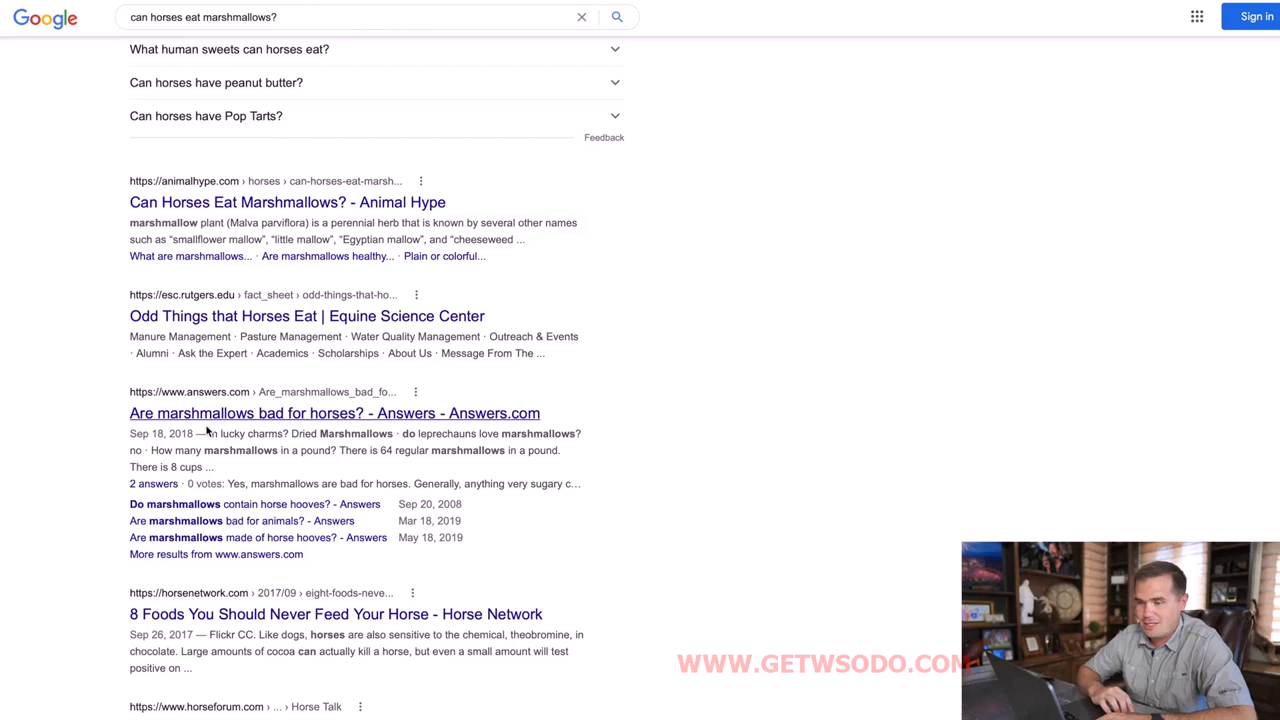 Google
can horses eat marshmallows?
Sign in
What human sweets can horses eat?
Can horses have peanut butter?
Can horses have Pop Tarts?
Feedback
https://animalhype.com › horses › can-horses-eat-marsh...
Can Horses Eat Marshmallows? - Animal Hype
marshmallow plant (Malva parviflora) is a perennial herb that is known by several other names
such as “smallflower mallow”, “little mallow”, “Egyptian mallow”, and “cheeseweed ...
What are marshmallows... · Are marshmallows healthy... · Plain or colorful...
https://esc.rutgers.edu › fact_sheet › odd-things-that-ho...
Odd Things that Horses Eat | Equine Science Center
Manure Management · Pasture Management · Water Quality Management · Outreach & Events
· Alumni · Ask the Expert · Academics · Scholarships · About Us · Message From The ...
https://www.answers.com › Are_marshmallows_bad_fo...
Are marshmallows bad for horses? - Answers - Answers.com
Sep 18, 2018 — In lucky charms? Dried Marshmallows · do leprechauns love marshmallows?
no · How many marshmallows in a pound? There is 64 regular marshmallows in a pound.
There is 8 cups ...
2 answers · 0 votes: Yes, marshmallows are bad for horses. Generally, anything very sugary c...
Do marshmallows contain horse hooves? - Answers Sep 20, 2008
Are marshmallows bad for animals? - Answers Mar 18, 2019
Are marshmallows made of horse hooves? - Answers May 18, 2019
More results from www.answers.com
https://horsenetwork.com › 2017/09 › eight-foods-neve...
8 Foods You Should Never Feed Your Horse - Horse Network
Sep 26, 2017 — Flickr CC. Like dogs, horses are also sensitive to the chemical, theobromine, in
chocolate. Large amounts of cocoa can actually kill a horse, but even a small amount will test
positive on ...
WWW.GETWSODO.COM
https://www.horseforum.com › ... › Horse Talk